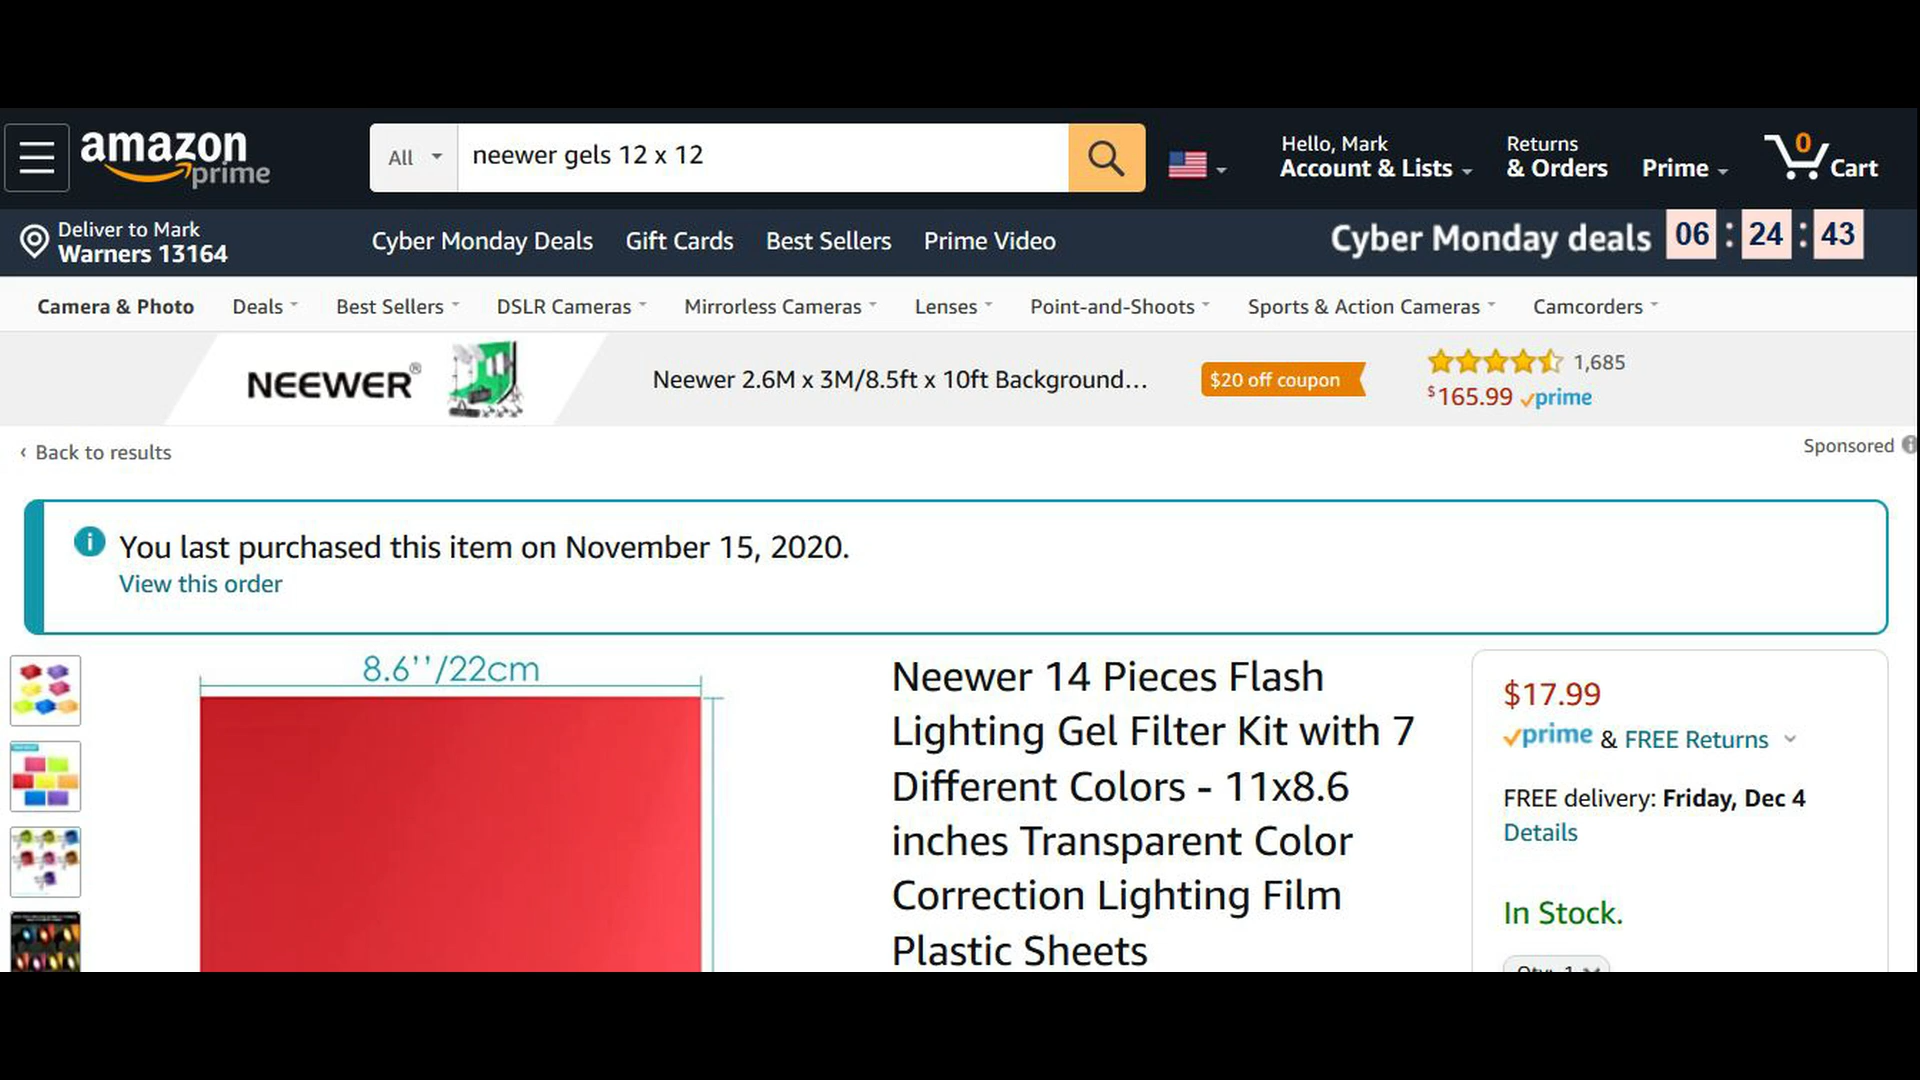 amazon prime
All
neewer gels 12 x 12
Hello, Mark
Account & Lists
Returns
& Orders
Prime
0
Cart
Deliver to Mark
Warners 13164
Cyber Monday Deals
Gift Cards
Best Sellers
Prime Video
Cyber Monday deals 06 : 24 : 43
Camera & Photo
Deals
Best Sellers
DSLR Cameras
Mirrorless Cameras
Lenses
Point-and-Shoots
Sports & Action Cameras
Camcorders
NEEWER®
Neewer 2.6M x 3M/8.5ft x 10ft Background…
$20 off coupon
1,685
$165.99 prime
‹ Back to results
Sponsored
You last purchased this item on November 15, 2020.
View this order
8.6’’/22cm
Neewer 14 Pieces Flash
Lighting Gel Filter Kit with 7
Different Colors - 11x8.6
inches Transparent Color
Correction Lighting Film
Plastic Sheets
$17.99
prime & FREE Returns
FREE delivery: Friday, Dec 4
Details
In Stock.
Qty: 1